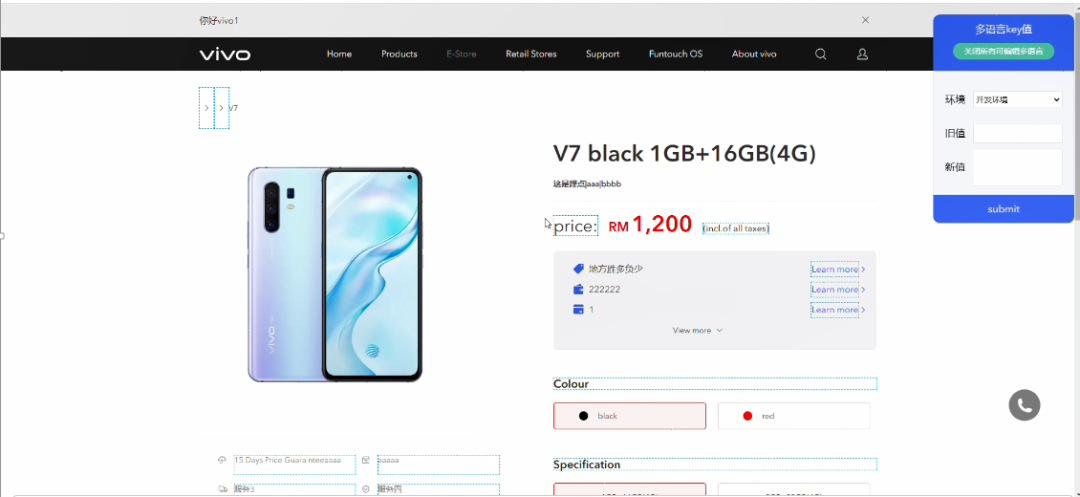 你好vivo1
多语言key值
关闭所有可编辑多语言
vivo
Home Products E-Store Retail Stores Support Funtouch OS About vivo
环境 开发环境
> > V7
旧值
新值
submit
V7 black 1GB+16GB(4G)
这是理点|aaa|bbbb
price: RM 1,200 (incl.of all taxes)
地方胜多负少 Learn more >
222222 Learn more >
1 Learn more >
View more
vivo
Colour
black red
15 Days Price Guara nteeaaaa aaaaa
Specification
服务3 服务四